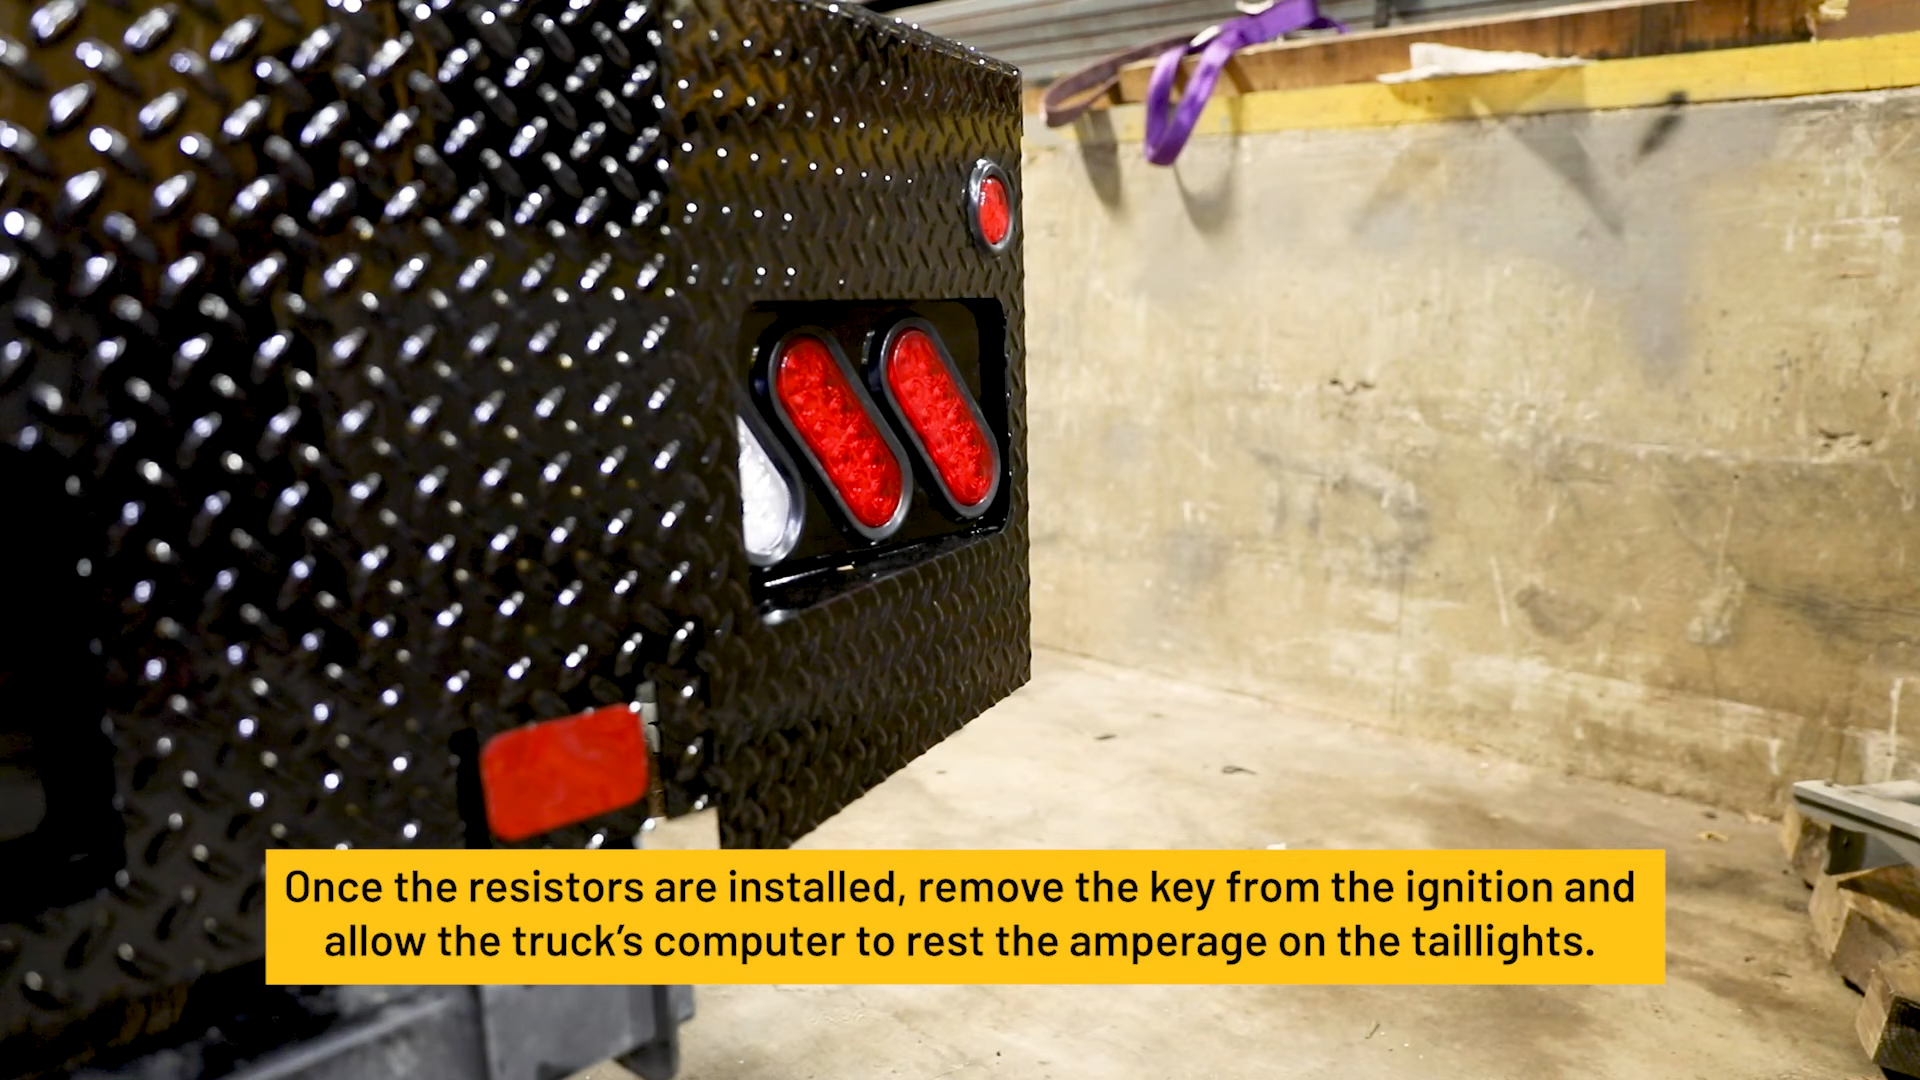 Once the resistors are installed, remove the key from the ignition and
allow the truck’s computer to rest the amperage on the taillights.